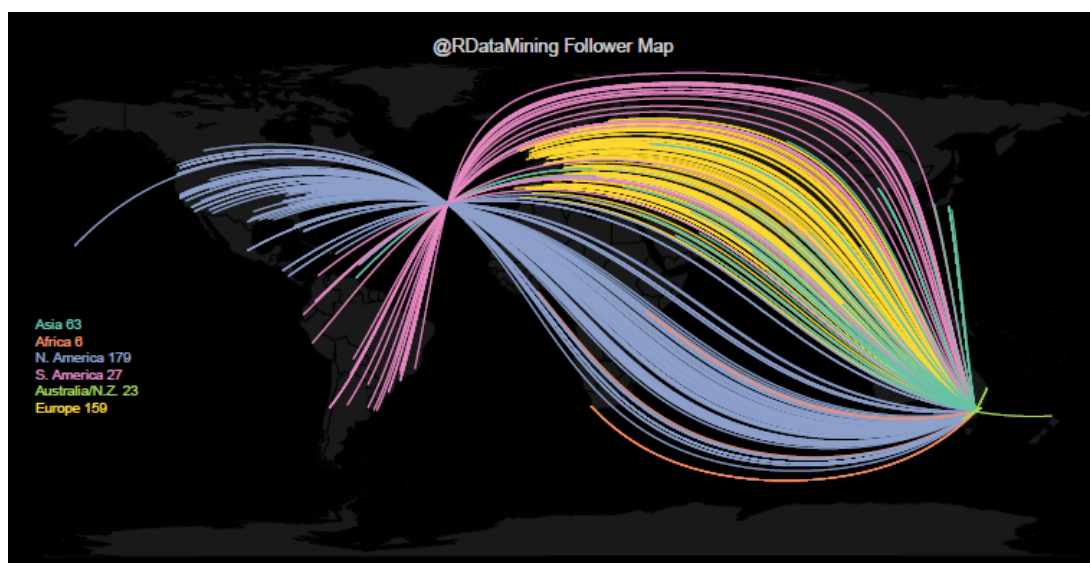 @RDataMining Follower Map
Asia 63
Africa 6
N. America 179
S. America 27
Australia/N.Z. 23
Europe 159